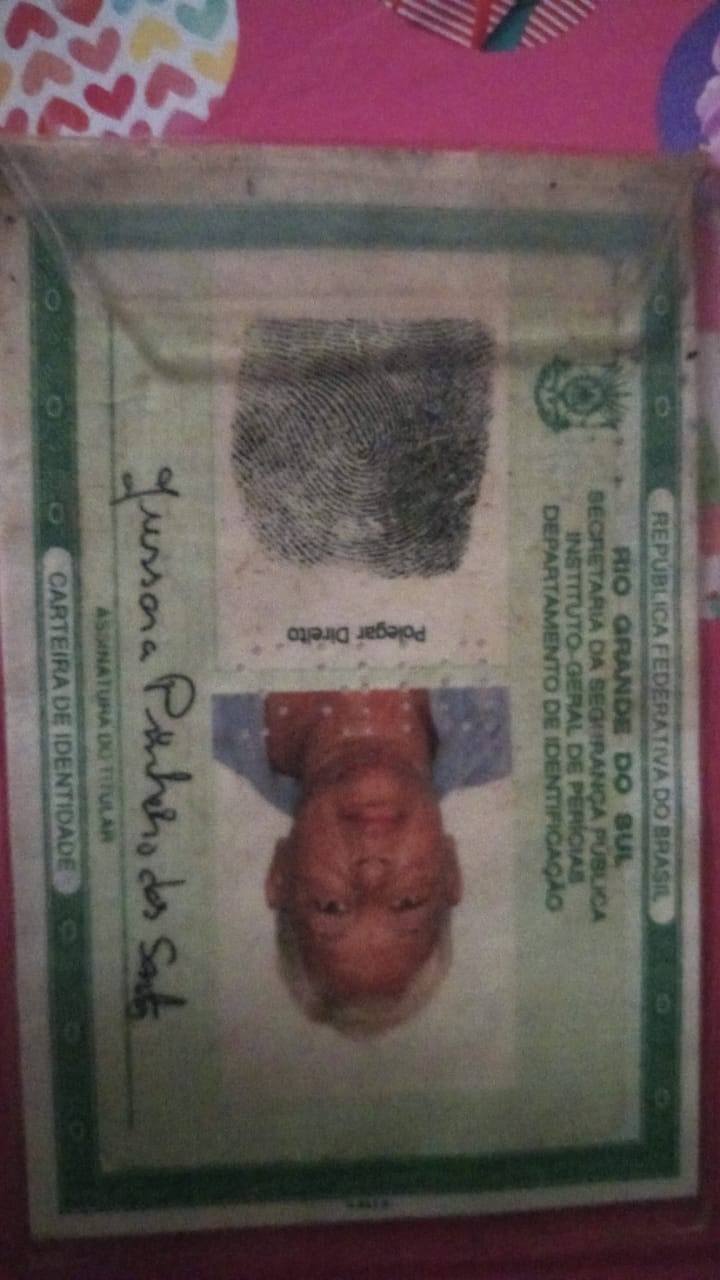 REPÚBLICA FEDERATIVA DO BRASIL
RIO GRANDE DO SUL
SECRETARIA DA SEGURANÇA PÚBLICA
INSTITUTO-GERAL DE PERÍCIAS
DEPARTAMENTO DE IDENTIFICAÇÃO
Polegar Direito
dos
ASSINATURA DO TITULAR
CARTEIRA DE IDENTIDADE